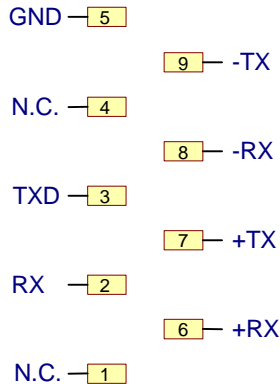 GND 5
9 -TX
N.C. 4
8 -RX
TXD 3
7 +TX
RX 2
6 +RX
N.C. 1